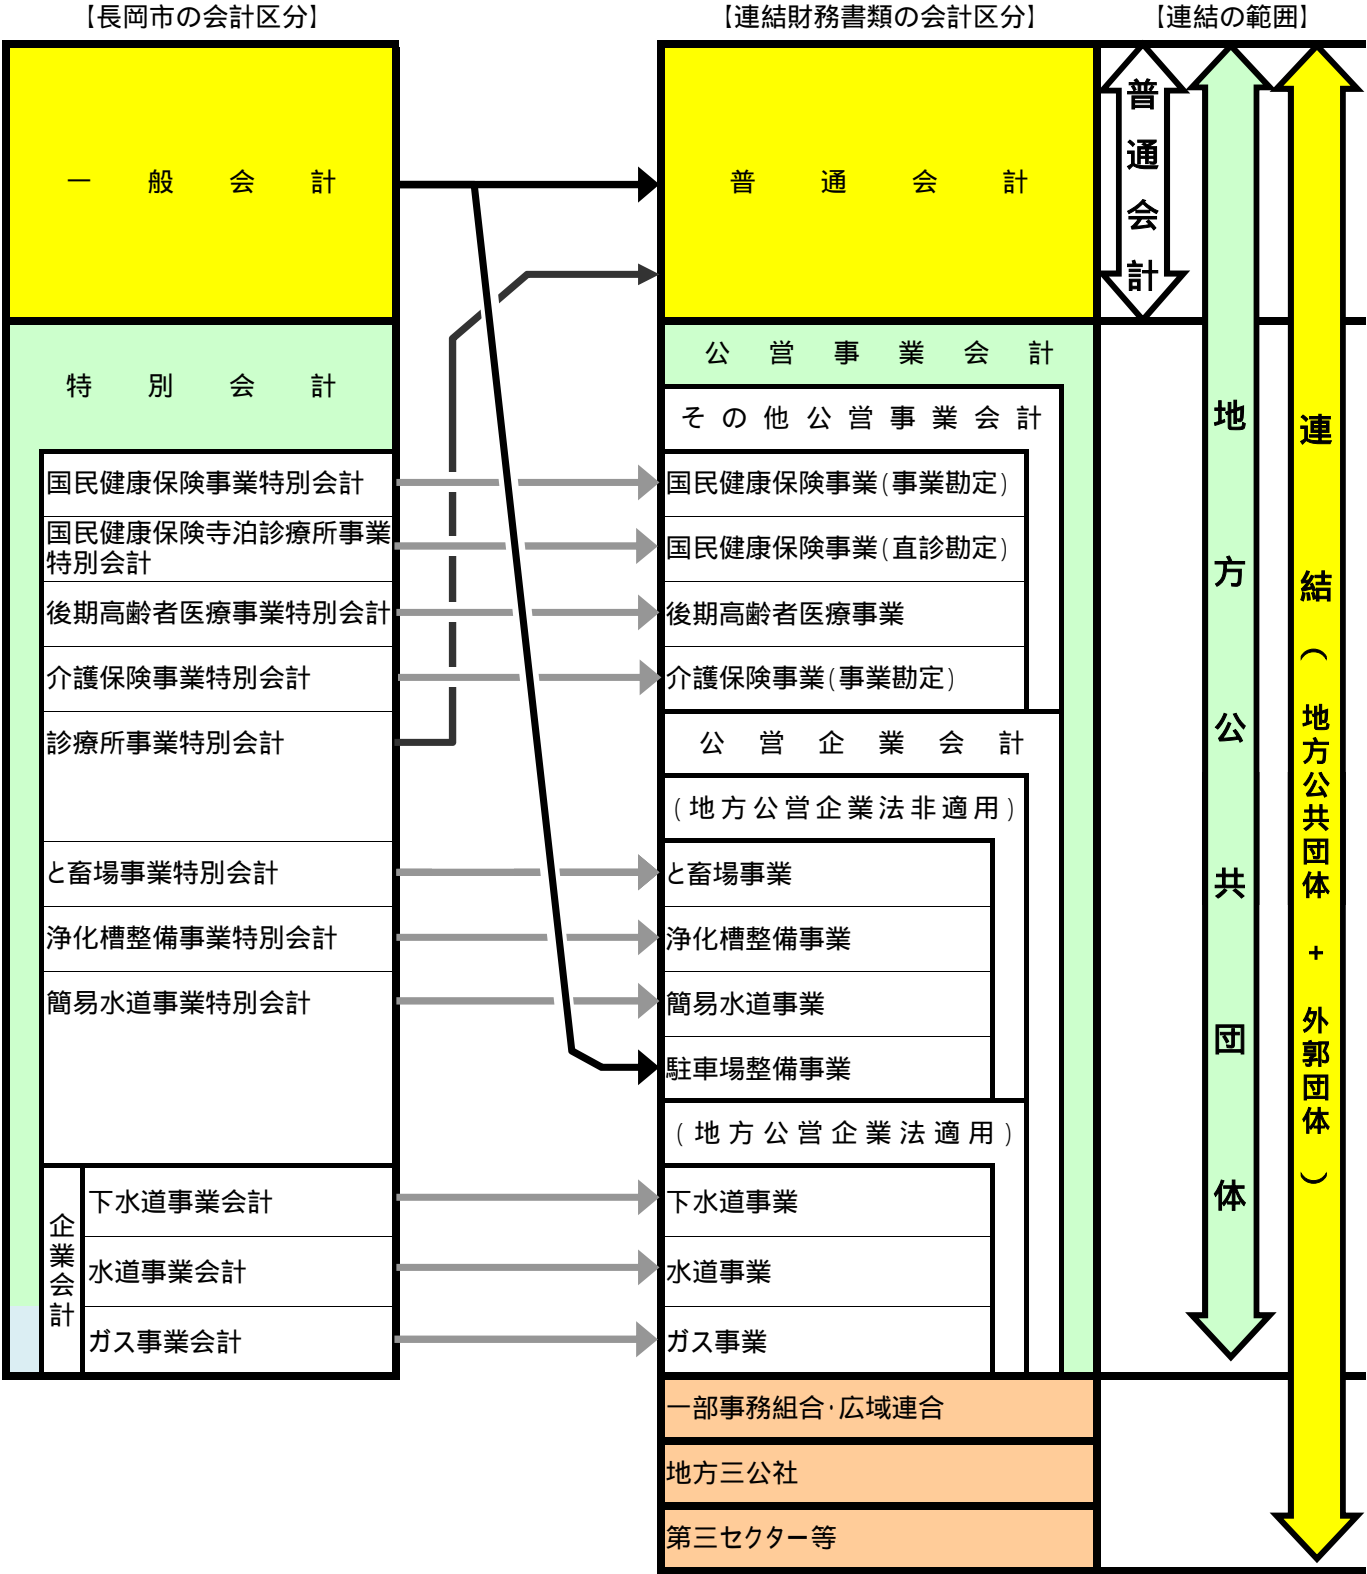 【長岡市の会計区分】
【連結財務書類の会計区分】
【連結の範囲】
一般会計
特別会計
国民健康保険事業特別会計
国民健康保険寺泊診療所事業
特別会計
後期高齢者医療事業特別会計
介護保険事業特別会計
診療所事業特別会計
と畜場事業特別会計
浄化槽整備事業特別会計
簡易水道事業特別会計
企業会計
下水道事業会計
水道事業会計
ガス事業会計
普通会計
公営事業会計
その他公営事業会計
国民健康保険事業(事業勘定)
国民健康保険事業(直診勘定)
後期高齢者医療事業
介護保険事業(事業勘定)
公営企業会計
(地方公営企業法非適用)
と畜場事業
浄化槽整備事業
簡易水道事業
駐車場整備事業
(地方公営企業法適用)
下水道事業
水道事業
ガス事業
一部事務組合・広域連合
地方三公社
第三セクター等
普通会計
地方公共団体
連結(地方公共団体+外郭団体)